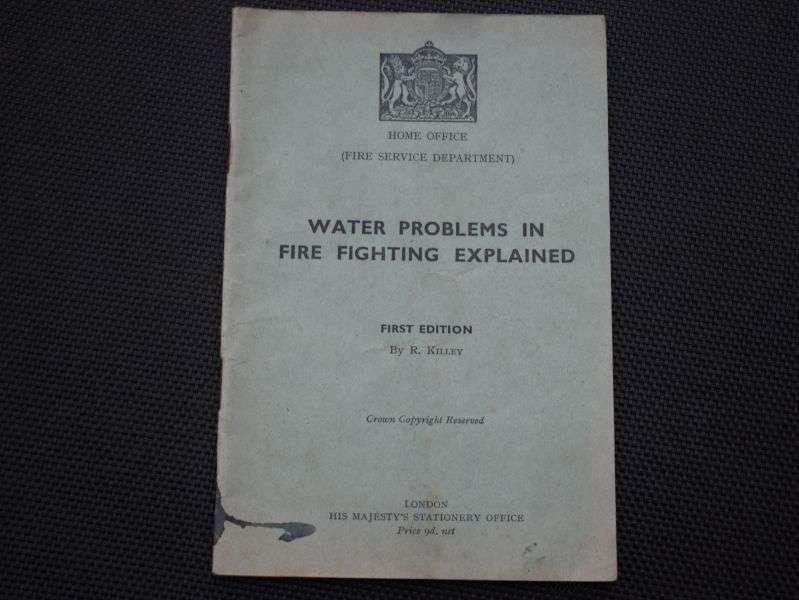 HOME OFFICE
(FIRE SERVICE DEPARTMENT)
WATER PROBLEMS IN
FIRE FIGHTING EXPLAINED
FIRST EDITION
By R. KILLEY
Crown Copyright Reserved
LONDON
HIS MAJESTY'S STATIONERY OFFICE
Price 9d. net